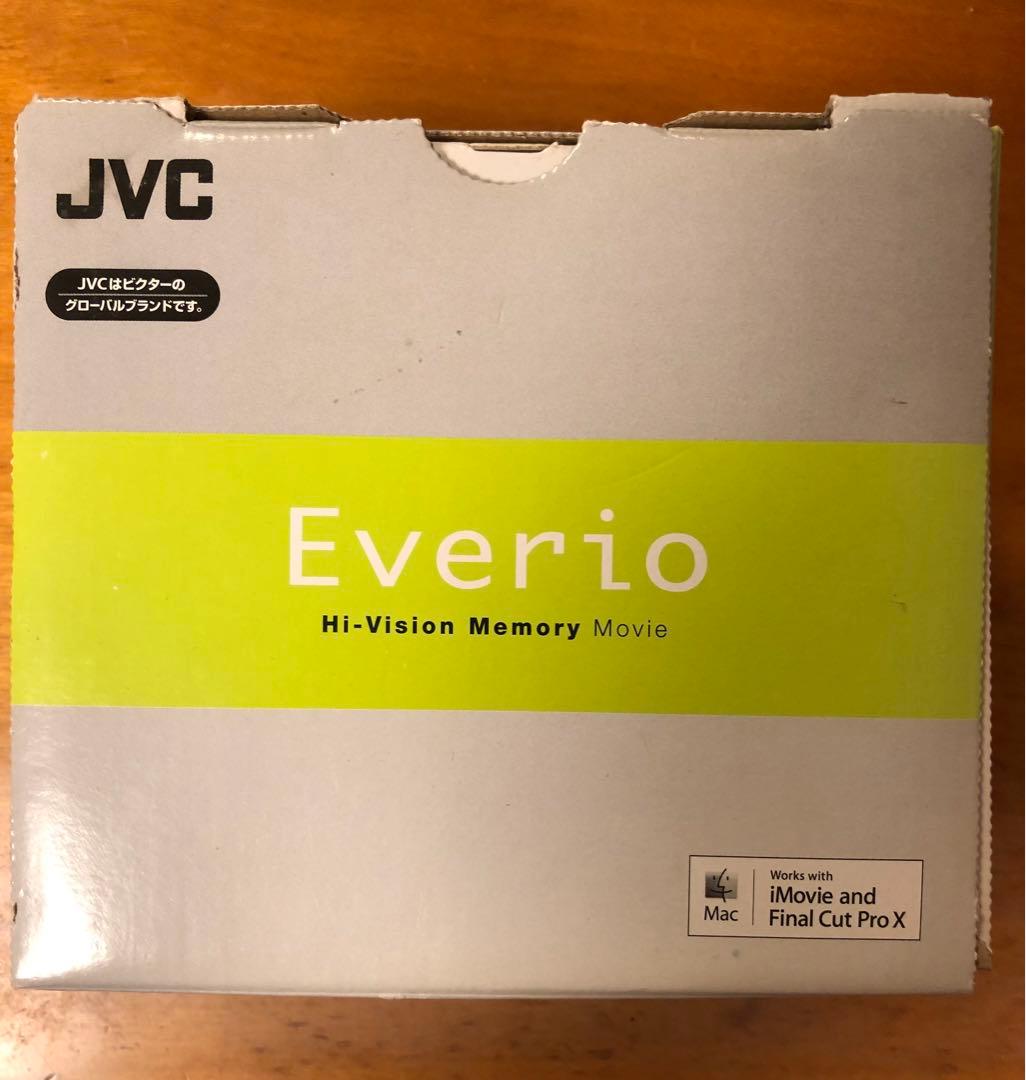 JVC
JVCはビクターの
グローバルブランドです。
Everio
Hi-Vision Memory Movie
Works with
iMovie and
Final Cut Pro X
Mac